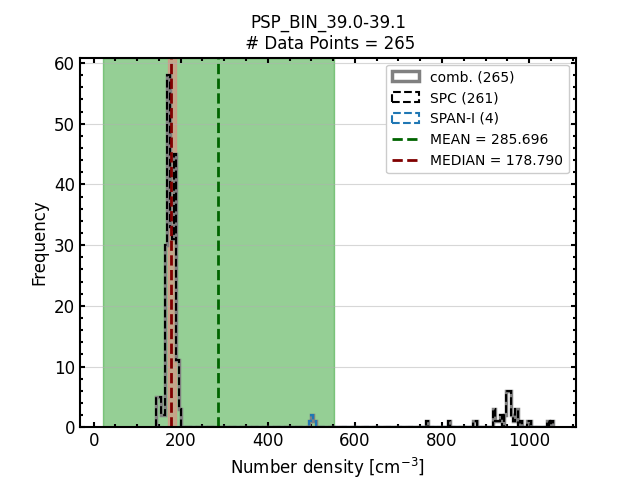 PSP_BIN_39.0-39.1
# Data Points = 265
comb. (265)
SPC (261)
SPAN-I (4)
MEAN = 285.696
MEDIAN = 178.790
Frequency
60
50
40
30
20
10
0
0 200 400 600 800 1000
Number density [cm⁻³]